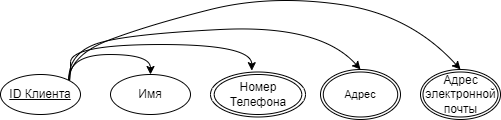 ID Клиента
Имя
Номер
Телефона
Адрес
Адрес
электронной
почты